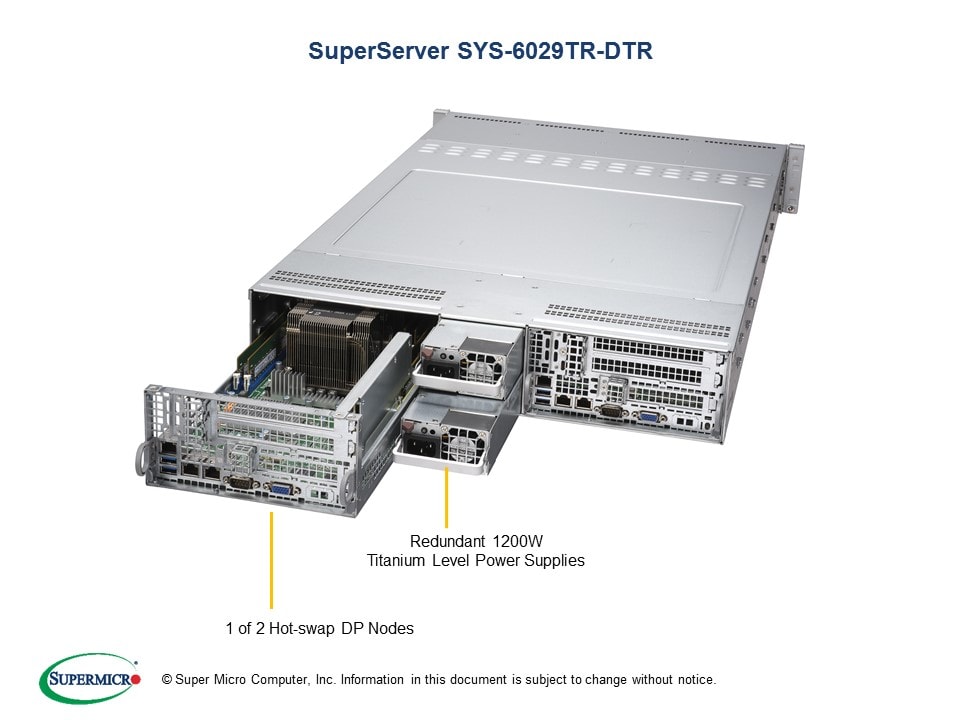 SuperServer SYS-6029TR-DTR
Redundant 1200W
Titanium Level Power Supplies
1 of 2 Hot-swap DP Nodes
SUPERMICRO
© Super Micro Computer, Inc. Information in this document is subject to change without notice.